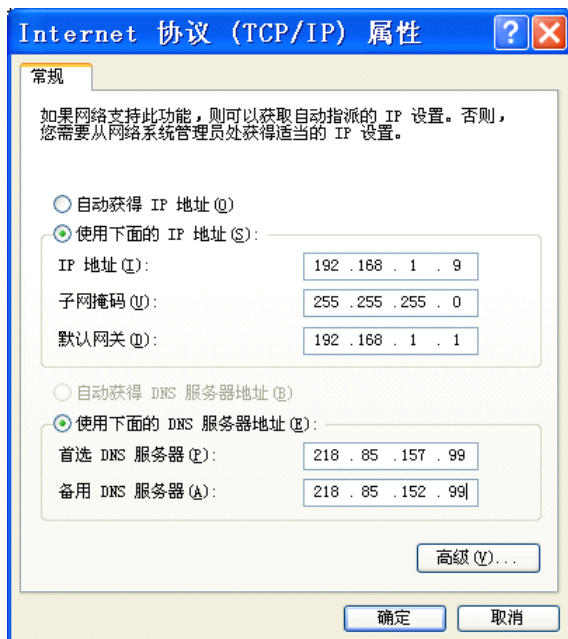 Internet 协议 (TCP/IP) 属性
常规
如果网络支持此功能，则可以获取自动指派的 IP 设置。否则，
您需要从网络系统管理员处获得适当的 IP 设置。
自动获得 IP 地址(O)
使用下面的 IP 地址(S):
IP 地址(I): 192 .168 . 1 . 9
子网掩码(U): 255 .255 .255 . 0
默认网关(D): 192 .168 . 1 . 1
自动获得 DNS 服务器地址(B)
使用下面的 DNS 服务器地址(E):
首选 DNS 服务器(P): 218 . 85 .157 . 99
备用 DNS 服务器(A): 218 . 85 .152 . 99
高级(V)...
确定 取消